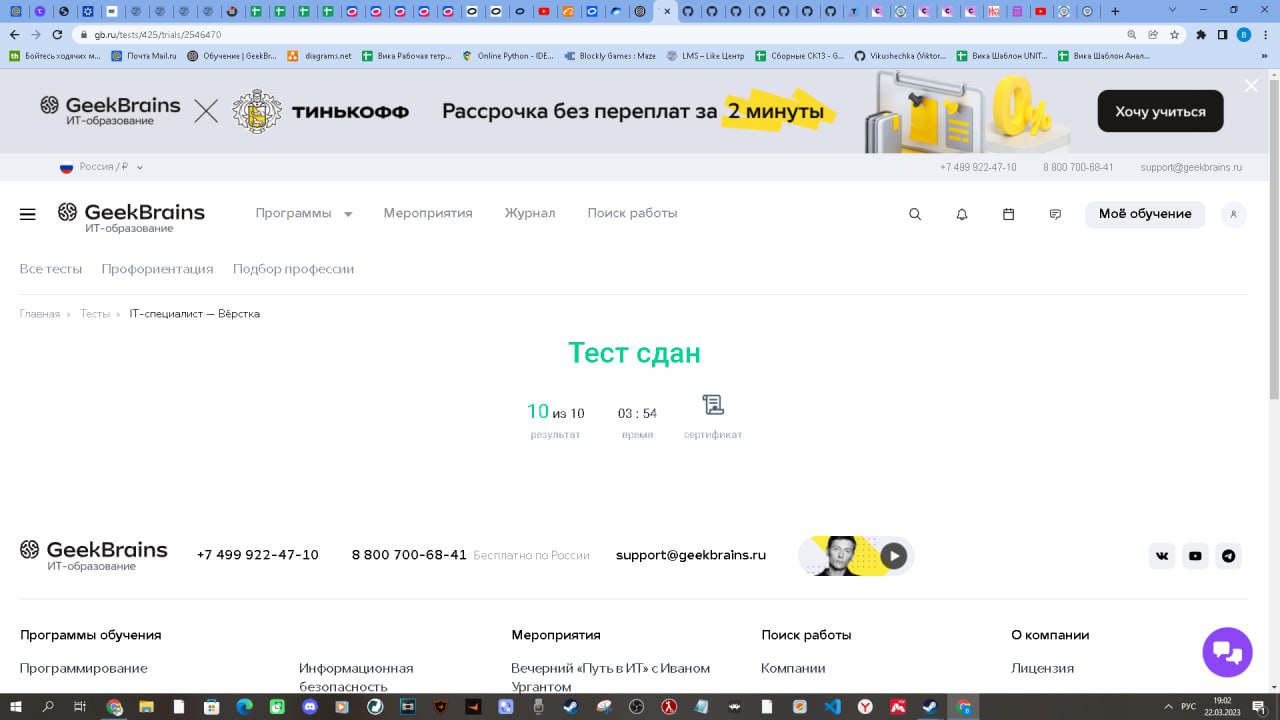 gb.ru/tests/425/trials/2546470
Бойтесь ходячих м... Почта Mail.ru Обучение | GeekBr... diagrams.net Вика Рабочая тетр... Online Python - IDE... Blockly Games : Maze LMS – Like Центр Сборные СК13 - G... Vikushechka (Viktor... Вика Шаблон UNIT... Вика Шаблон Анал...
GeekBrains
ИТ-образование
ТИНЬКОФФ
Рассрочка без переплат за 2 минуты
0%
Хочу учиться
Россия / ₽
+7 499 922-47-10 8 800 700-68-41 support@geekbrains.ru
GeekBrains
ИТ-образование
Программы Мероприятия Журнал Поиск работы
Моё обучение
Все тесты Профориентация Подбор профессии
Главная » Тесты » IT-специалист — Вёрстка
Тест сдан
10 из 10 03 : 54
результат время сертификат
GeekBrains
ИТ-образование
+7 499 922-47-10 8 800 700-68-41 Бесплатно по России support@geekbrains.ru
Программы обучения Мероприятия Поиск работы О компании
Программирование Информационная безопасность Вечерний «Путь в ИТ» с Иваном Ургантом Компании Лицензия
РУС
19:02
22.03.2023